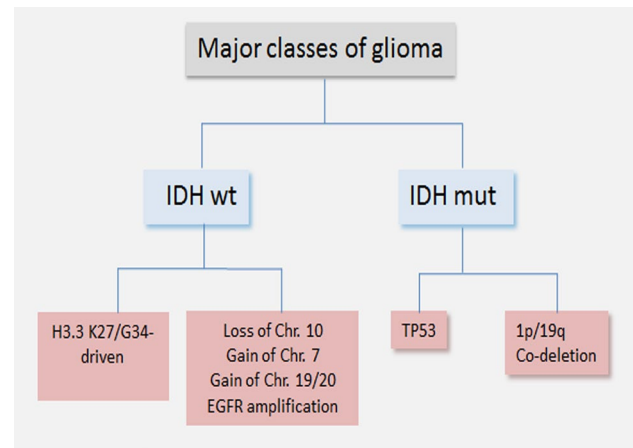 Major classes of glioma
IDH wt
IDH mut
H3.3 K27/G34-
driven
Loss of Chr. 10
Gain of Chr. 7
Gain of Chr. 19/20
EGFR amplification
TP53
1p/19q
Co-deletion